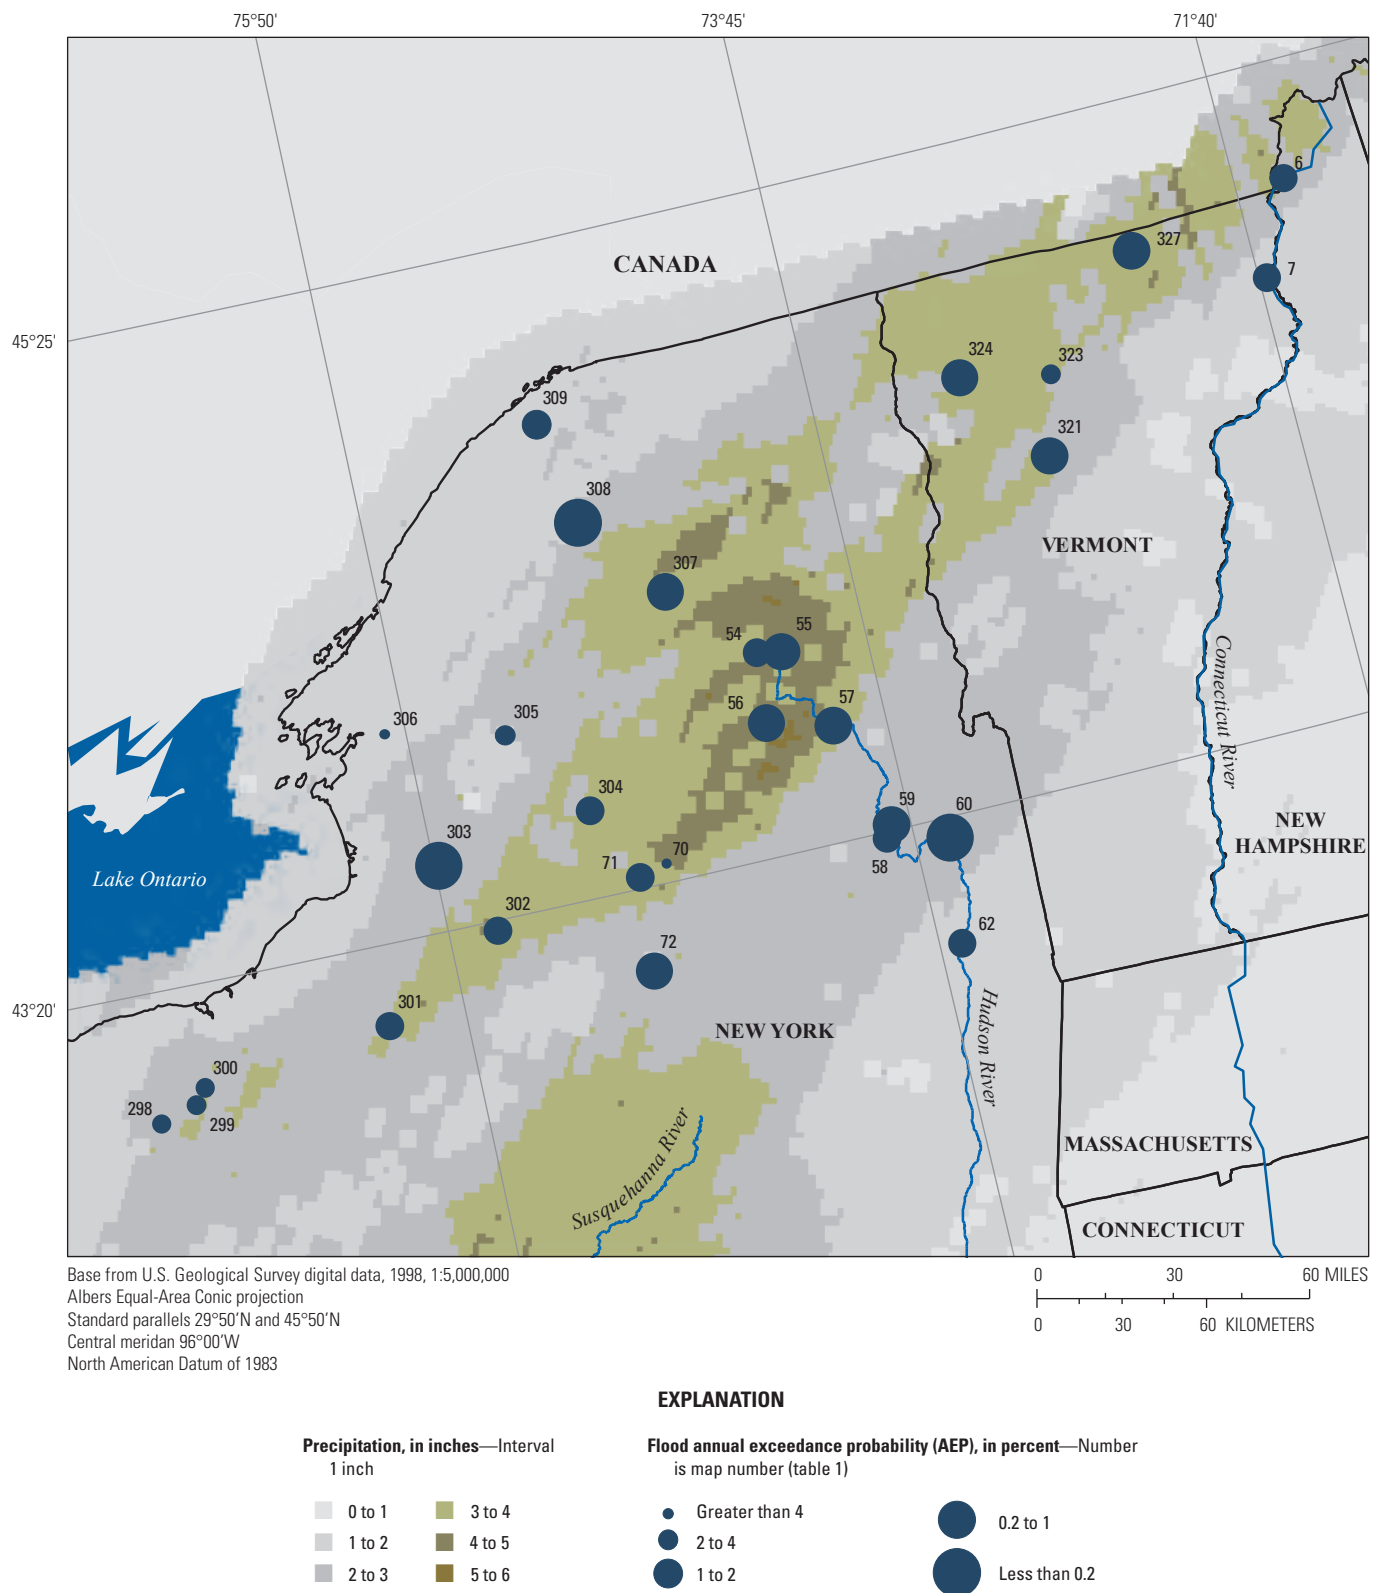 75°50'
73°45'
71°40'
6
327
CANADA
7
45°25'
324
323
309
321
308
VERMONT
307
54
55
Connecticut River
56
57
306
305
304
59
60
NEW
HAMPSHIRE
303
70
71
58
Lake Ontario
302
62
72
301
43°20'
Hudson River
NEW YORK
300
298
299
Susquehanna River
MASSACHUSETTS
CONNECTICUT
Base from U.S. Geological Survey digital data, 1998, 1:5,000,000
Albers Equal-Area Conic projection
Standard parallels 29°50'N and 45°50'N
Central meridian 96°00'W
North American Datum of 1983
0 30 60 MILES
0 30 60 KILOMETERS
EXPLANATION
Precipitation, in inches—Interval
1 inch
0 to 1
1 to 2
2 to 3
3 to 4
4 to 5
5 to 6
Flood annual exceedance probability (AEP), in percent—Number
is map number (table 1)
Greater than 4
2 to 4
1 to 2
0.2 to 1
Less than 0.2